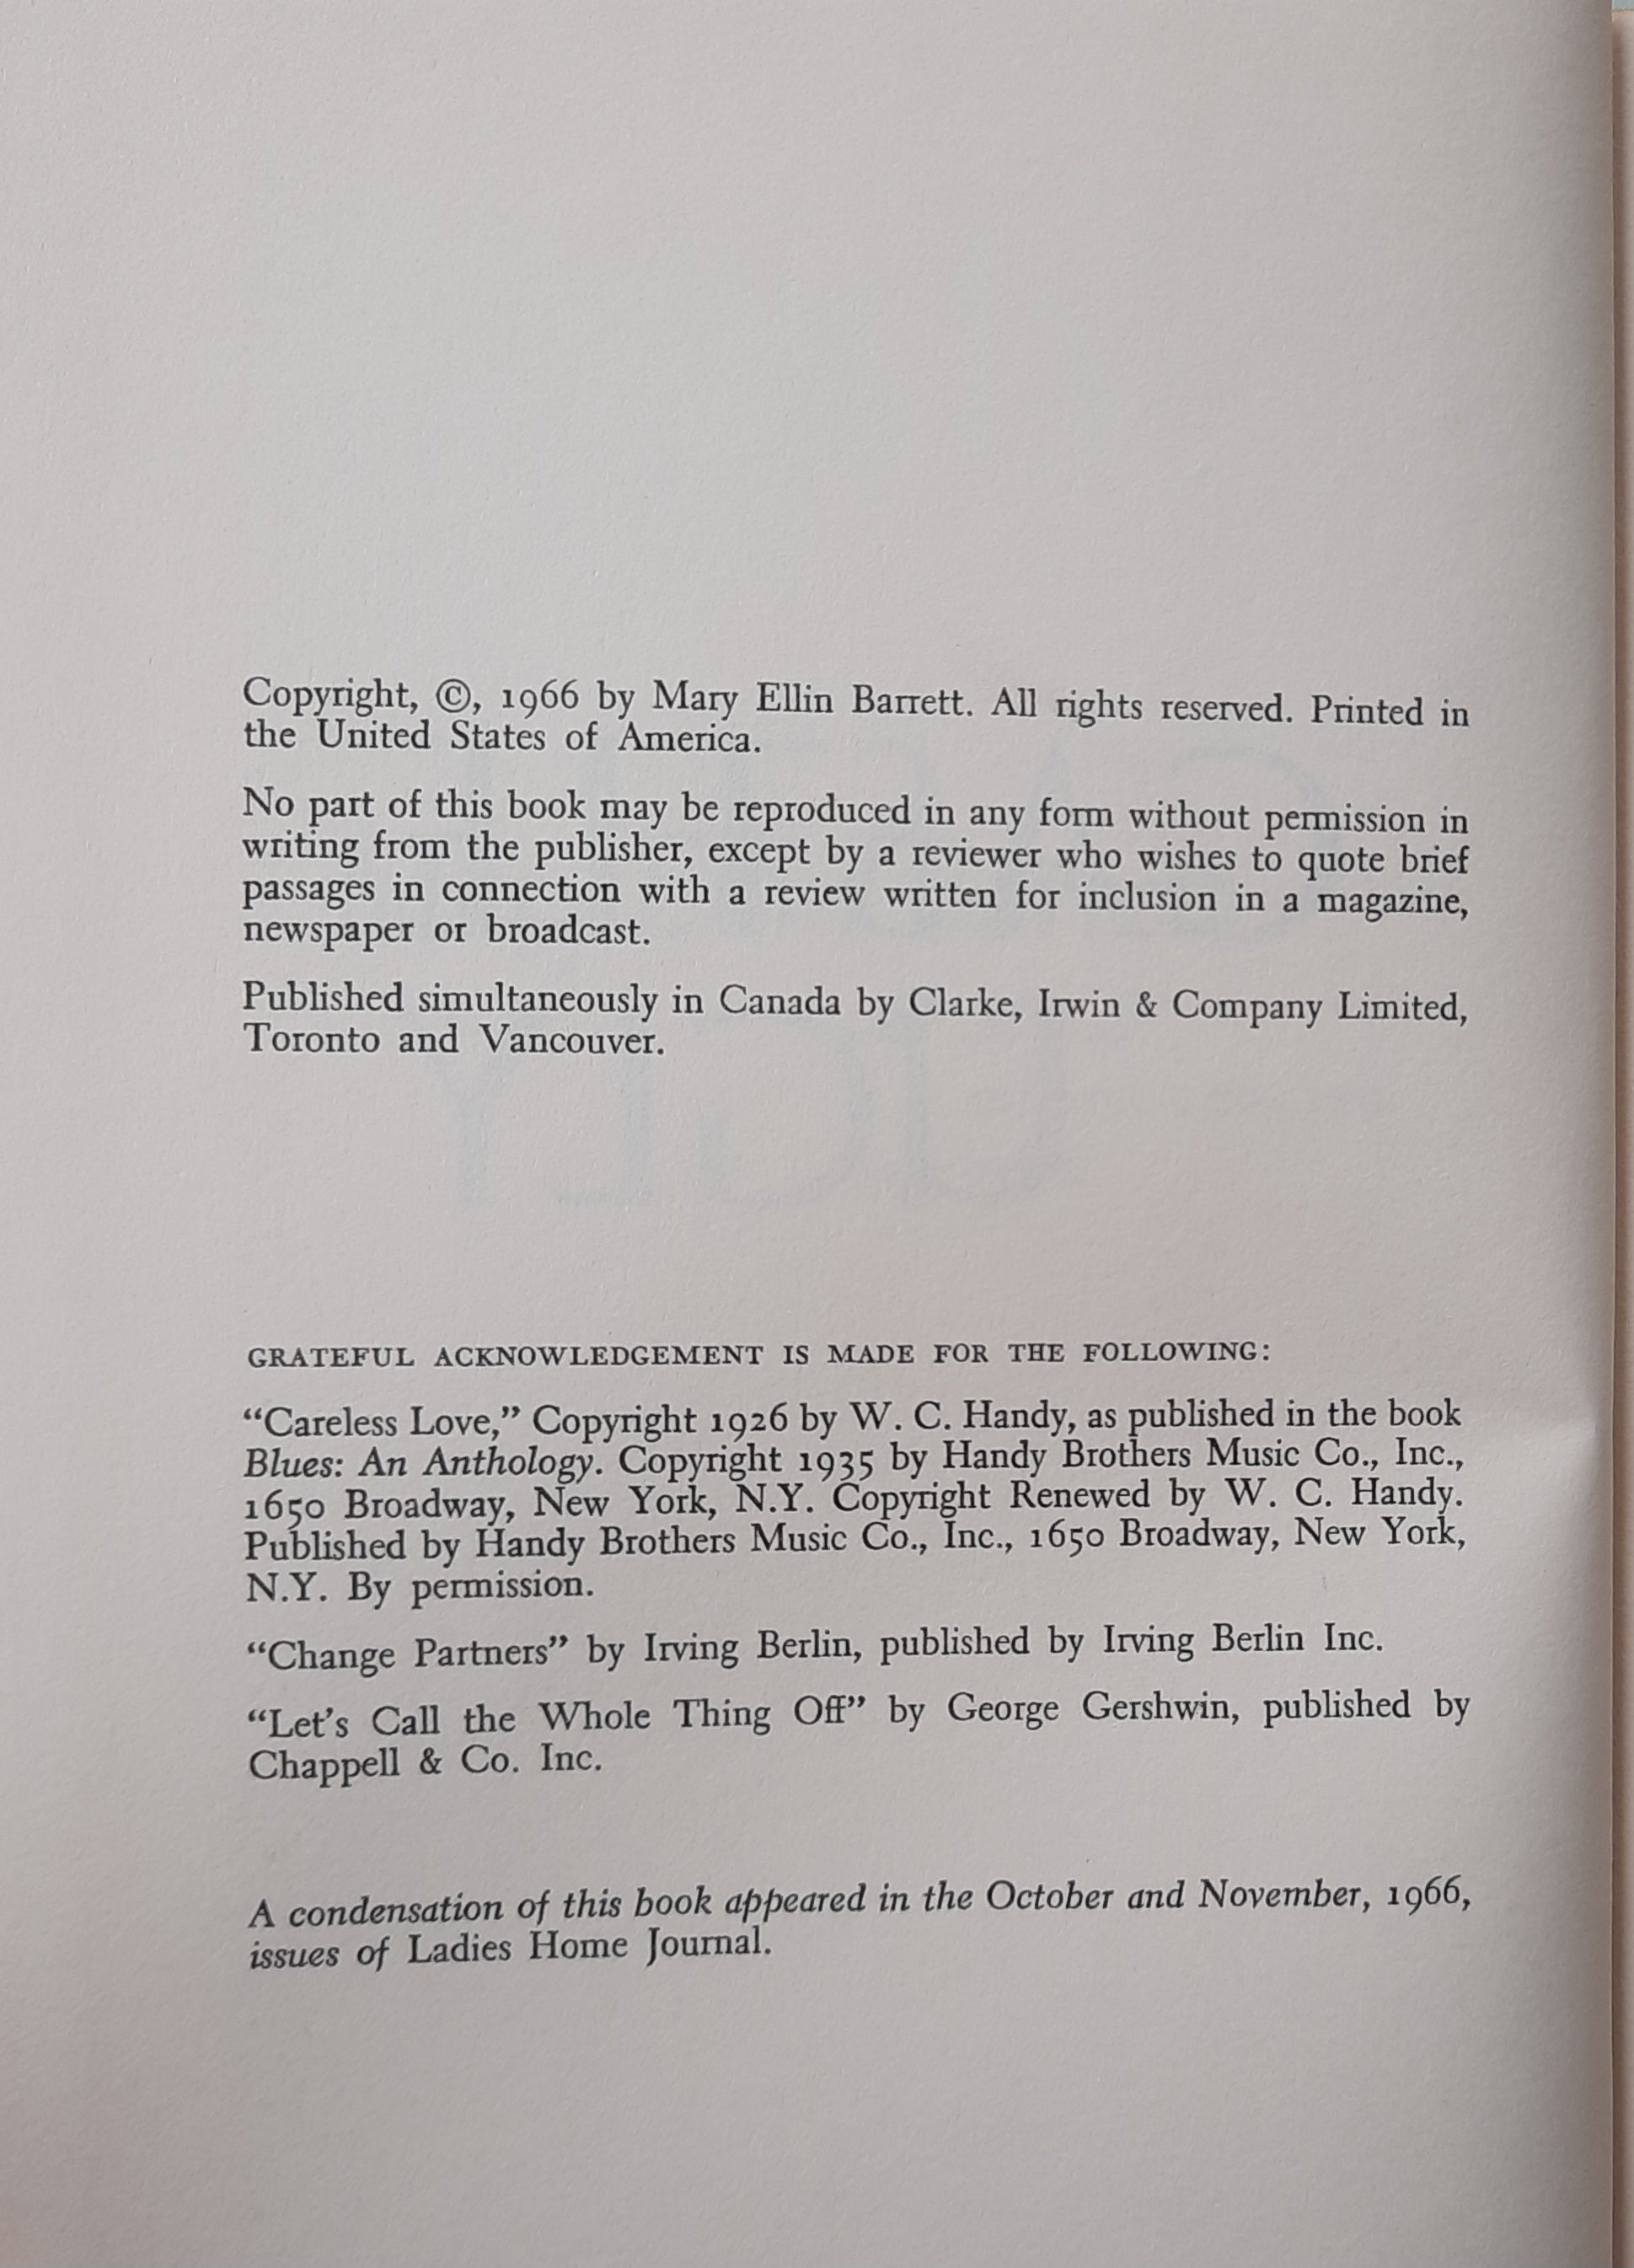 Copyright, ©, 1966 by Mary Ellin Barrett. All rights reserved. Printed in
the United States of America.
No part of this book may be reproduced in any form without permission in
writing from the publisher, except by a reviewer who wishes to quote brief
passages in connection with a review written for inclusion in a magazine,
newspaper or broadcast.
Published simultaneously in Canada by Clarke, Irwin & Company Limited,
Toronto and Vancouver.
GRATEFUL ACKNOWLEDGEMENT IS MADE FOR THE FOLLOWING:
“Careless Love,” Copyright 1926 by W. C. Handy, as published in the book
Blues: An Anthology. Copyright 1935 by Handy Brothers Music Co., Inc.,
1650 Broadway, New York, N.Y. Copyright Renewed by W. C. Handy.
Published by Handy Brothers Music Co., Inc., 1650 Broadway, New York,
N.Y. By permission.
“Change Partners” by Irving Berlin, published by Irving Berlin Inc.
“Let’s Call the Whole Thing Off” by George Gershwin, published by
Chappell & Co. Inc.
A condensation of this book appeared in the October and November, 1966,
issues of Ladies Home Journal.